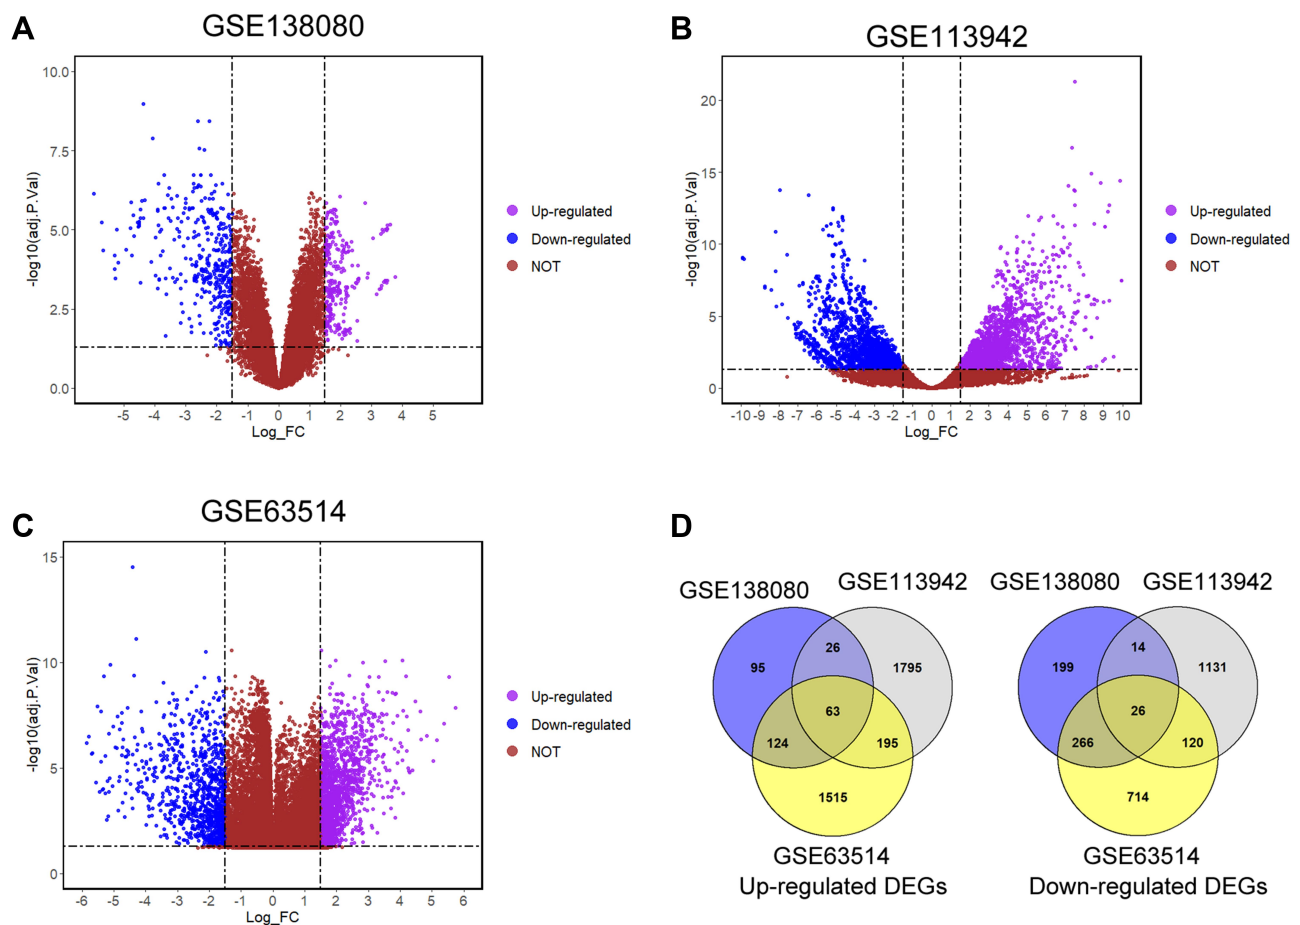 A
GSE138080
10.0
7.5
5.0
2.5
0.0
-log10(adj.P.Val)
-5 -4 -3 -2 -1 0 1 2 3 4 5
Log_FC
Up-regulated
Down-regulated
NOT
B
GSE113942
20
15
10
5
0
-log10(adj.P.Val)
-10 -9 -8 -7 -6 -5 -4 -3 -2 -1 0 1 2 3 4 5 6 7 8 9 10
Log_FC
Up-regulated
Down-regulated
NOT
C
GSE63514
15
10
5
0
-log10(adj.P.Val)
-6 -5 -4 -3 -2 -1 0 1 2 3 4 5 6
Log_FC
Up-regulated
Down-regulated
NOT
D
GSE138080
GSE113942
95
26
1795
63
124
195
1515
GSE63514
Up-regulated DEGs
GSE138080
GSE113942
199
14
1131
26
266
120
714
GSE63514
Down-regulated DEGs